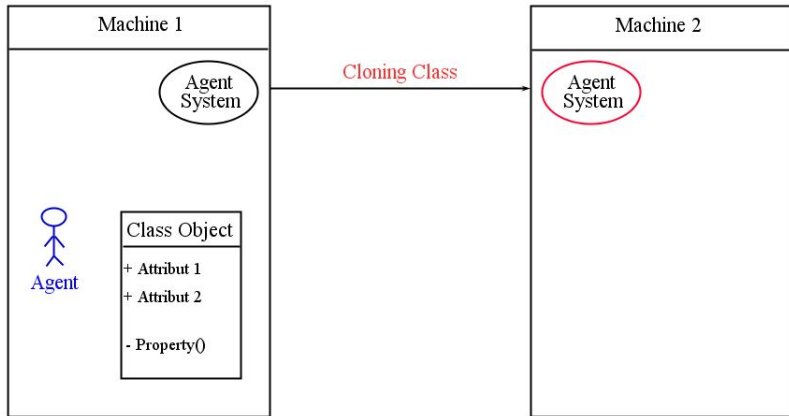 Machine 1
Machine 2
Agent
System
Cloning Class
Agent
System
Class Object
+ Attribut 1
+ Attribut 2
- Property()
Agent